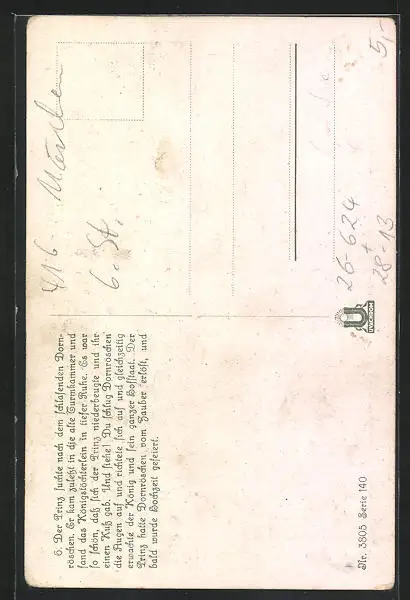 6. Der Prinz suchte nach dem schlafenden Dorn-
röschen. Er kam zuletzt in die alte Turmkammer und
fand das Königstöchterlein in tiefer Ruhe. Es war
so schön, daß sich der Prinz niederbeugte und ihr
einen Kuß gab. Und siehe! Da schlug Dornröschen
die Augen auf und richtete sich auf und gleichzeitig
erwachte der König und sein ganzer Hofstaat. Der
Prinz hatte Dornröschen vom Zauber erlöst, und
bald wurde Hochzeit gefeiert.
Nr. 3805 Serie 140
UVACHROM
416 Märchen
6. St.
26-624
+
28-13
5,-